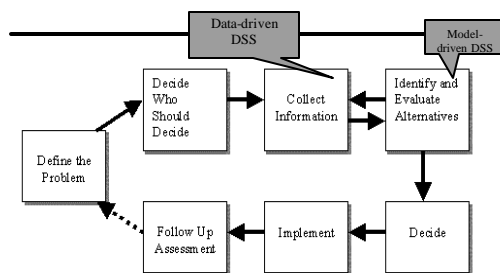 Data-driven
DSS
Model-
driven DSS
Decide
Who
Should
Decide
Collect
Information
Identify and
Evaluate
Alternatives
Define the
Problem
Follow Up
Assessment
Implement
Decide